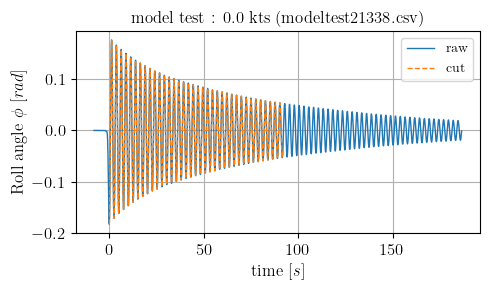 model test : 0.0 kts (modeltest21338.csv)
raw
cut
Roll angle ϕ [rad]
0.1
0.0
−0.1
−0.2
0 50 100 150
time [s]